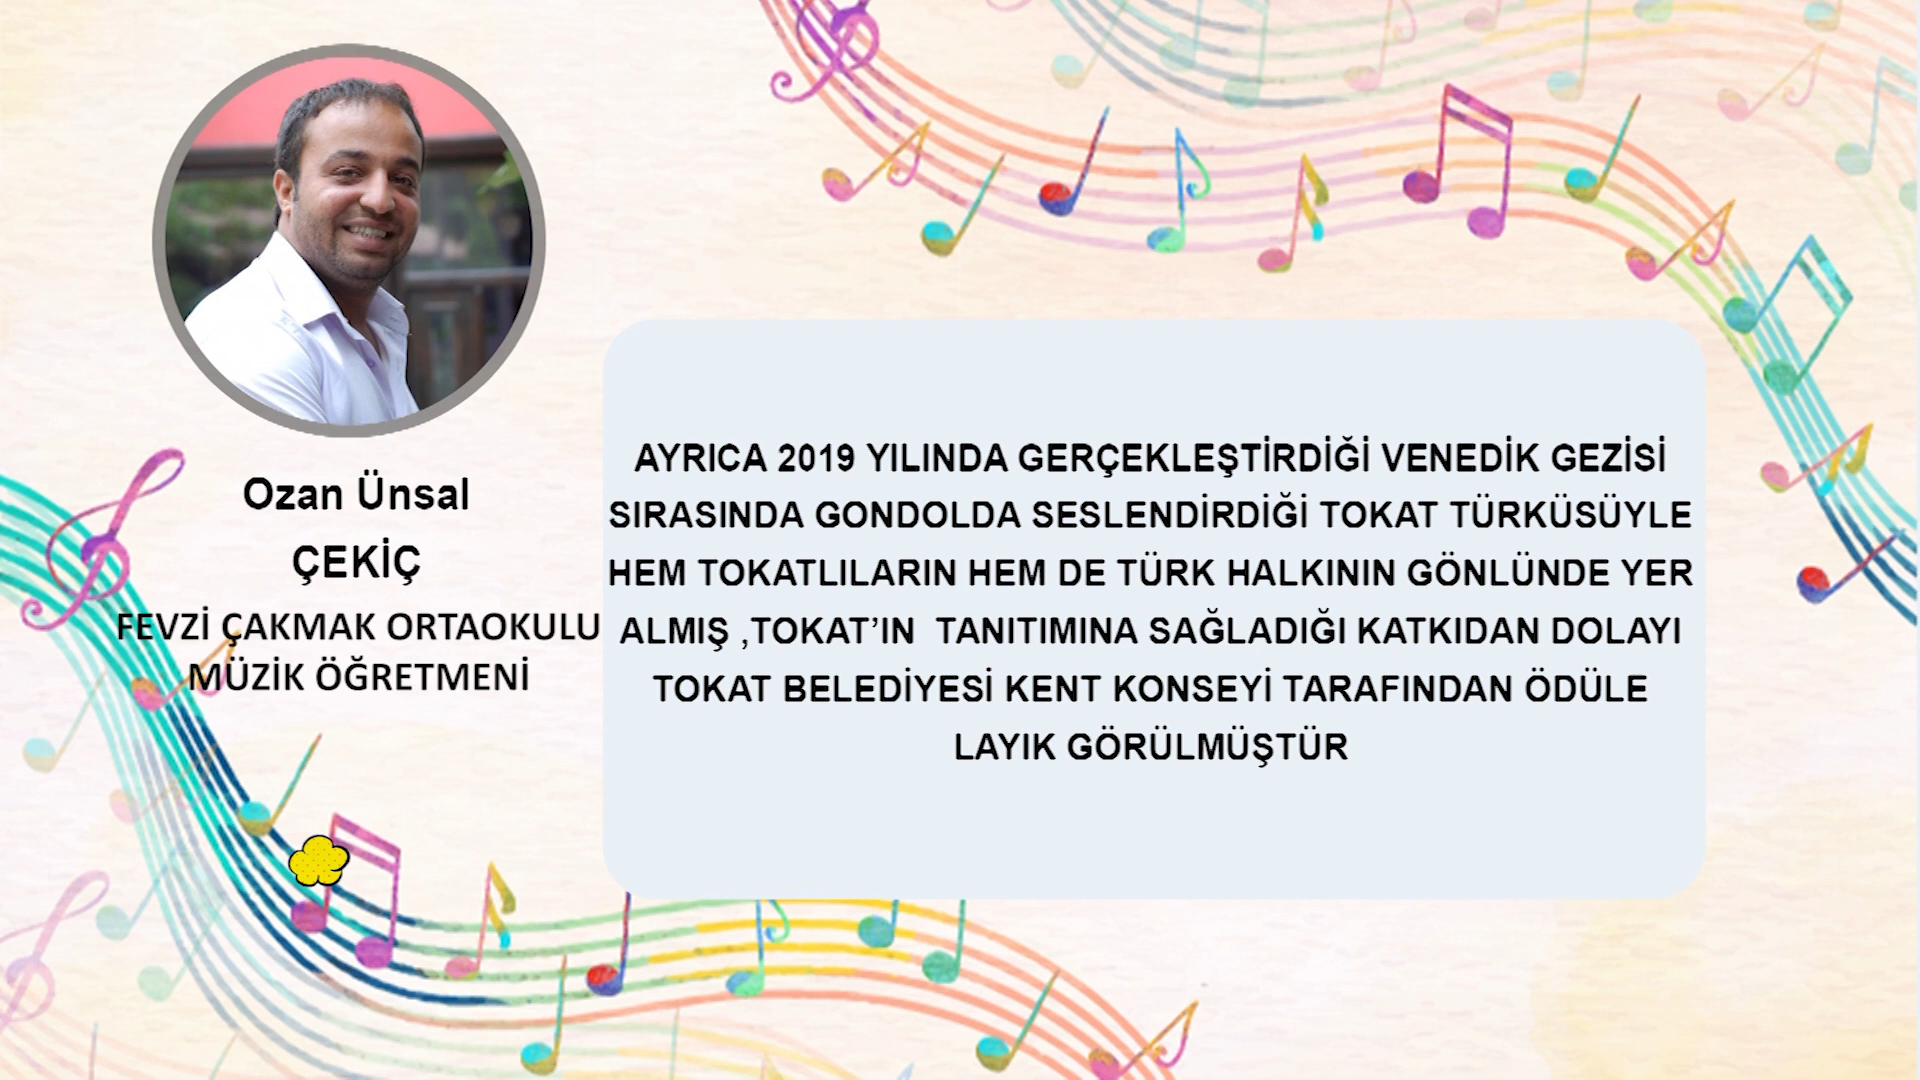 Ozan Ünsal
ÇEKİÇ
FEVZİ ÇAKMAK ORTAOKULU
MÜZİK ÖĞRETMENİ
AYRICA 2019 YILINDA GERÇEKLEŞTİRDİĞİ VENEDİK GEZİSİ
SIRASINDA GONDOLDA SESLENDİRDİĞİ TOKAT TÜRKÜSÜYLE
HEM TOKATLILARIN HEM DE TÜRK HALKININ GÖNLÜNDE YER
ALMIŞ ,TOKAT’IN  TANITIMINA SAĞLADIĞI KATKIDAN DOLAYI
TOKAT BELEDİYESİ KENT KONSEYİ TARAFINDAN ÖDÜLE
LAYIK GÖRÜLMÜŞTÜR